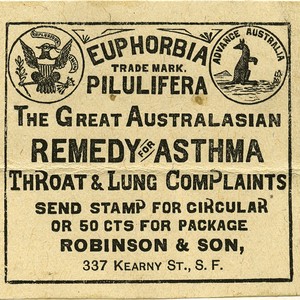 EUPHORBIA
TRADE MARK.
PILULIFERA
ADVANCE AUSTRALIA
THE GREAT AUSTRALASIAN
REMEDY FOR ASTHMA
THROAT & LUNG COMPLAINTS
SEND STAMP FOR CIRCULAR
OR 50 CTS FOR PACKAGE
ROBINSON & SON,
337 KEARNY ST., S. F.